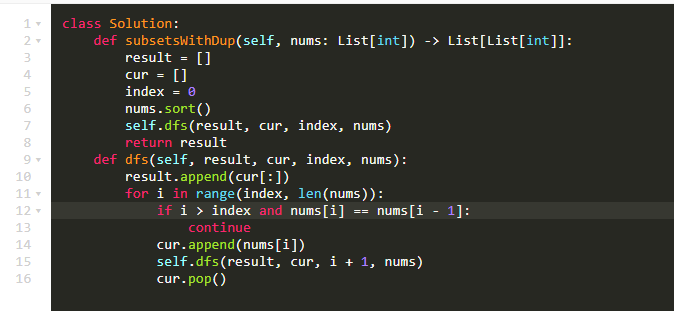 1 class Solution:
2     def subsetsWithDup(self, nums: List[int]) -> List[List[int]]:
3         result = []
4         cur = []
5         index = 0
6         nums.sort()
7         self.dfs(result, cur, index, nums)
8         return result
9     def dfs(self, result, cur, index, nums):
10         result.append(cur[:])
11         for i in range(index, len(nums)):
12             if i > index and nums[i] == nums[i - 1]:
13                 continue
14             cur.append(nums[i])
15             self.dfs(result, cur, i + 1, nums)
16             cur.pop()